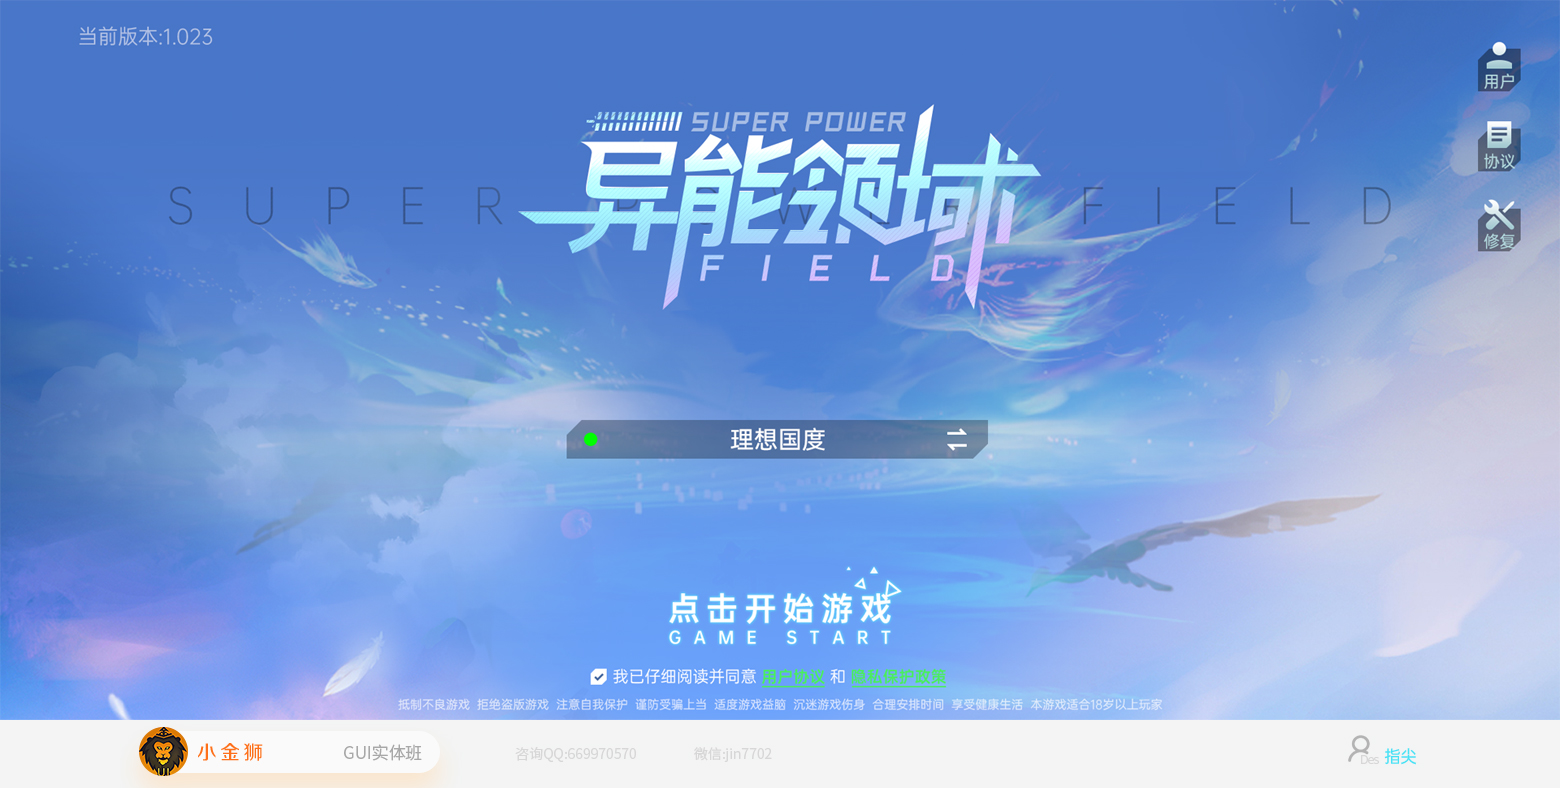 当前版本:1.023
用户
协议
修复
SUPER POWER
异能领域
FIELD
SUPER POWER FIELD
理想国度
点击开始游戏
GAME START
我已仔细阅读并同意 用户协议 和 隐私保护政策
抵制不良游戏 拒绝盗版游戏 注意自我保护 谨防受骗上当 适度游戏益脑 沉迷游戏伤身 合理安排时间 享受健康生活 本游戏适合18岁以上玩家
小金狮 GUI实体班 咨询QQ:669970570 微信:jin7702 Des 指尖